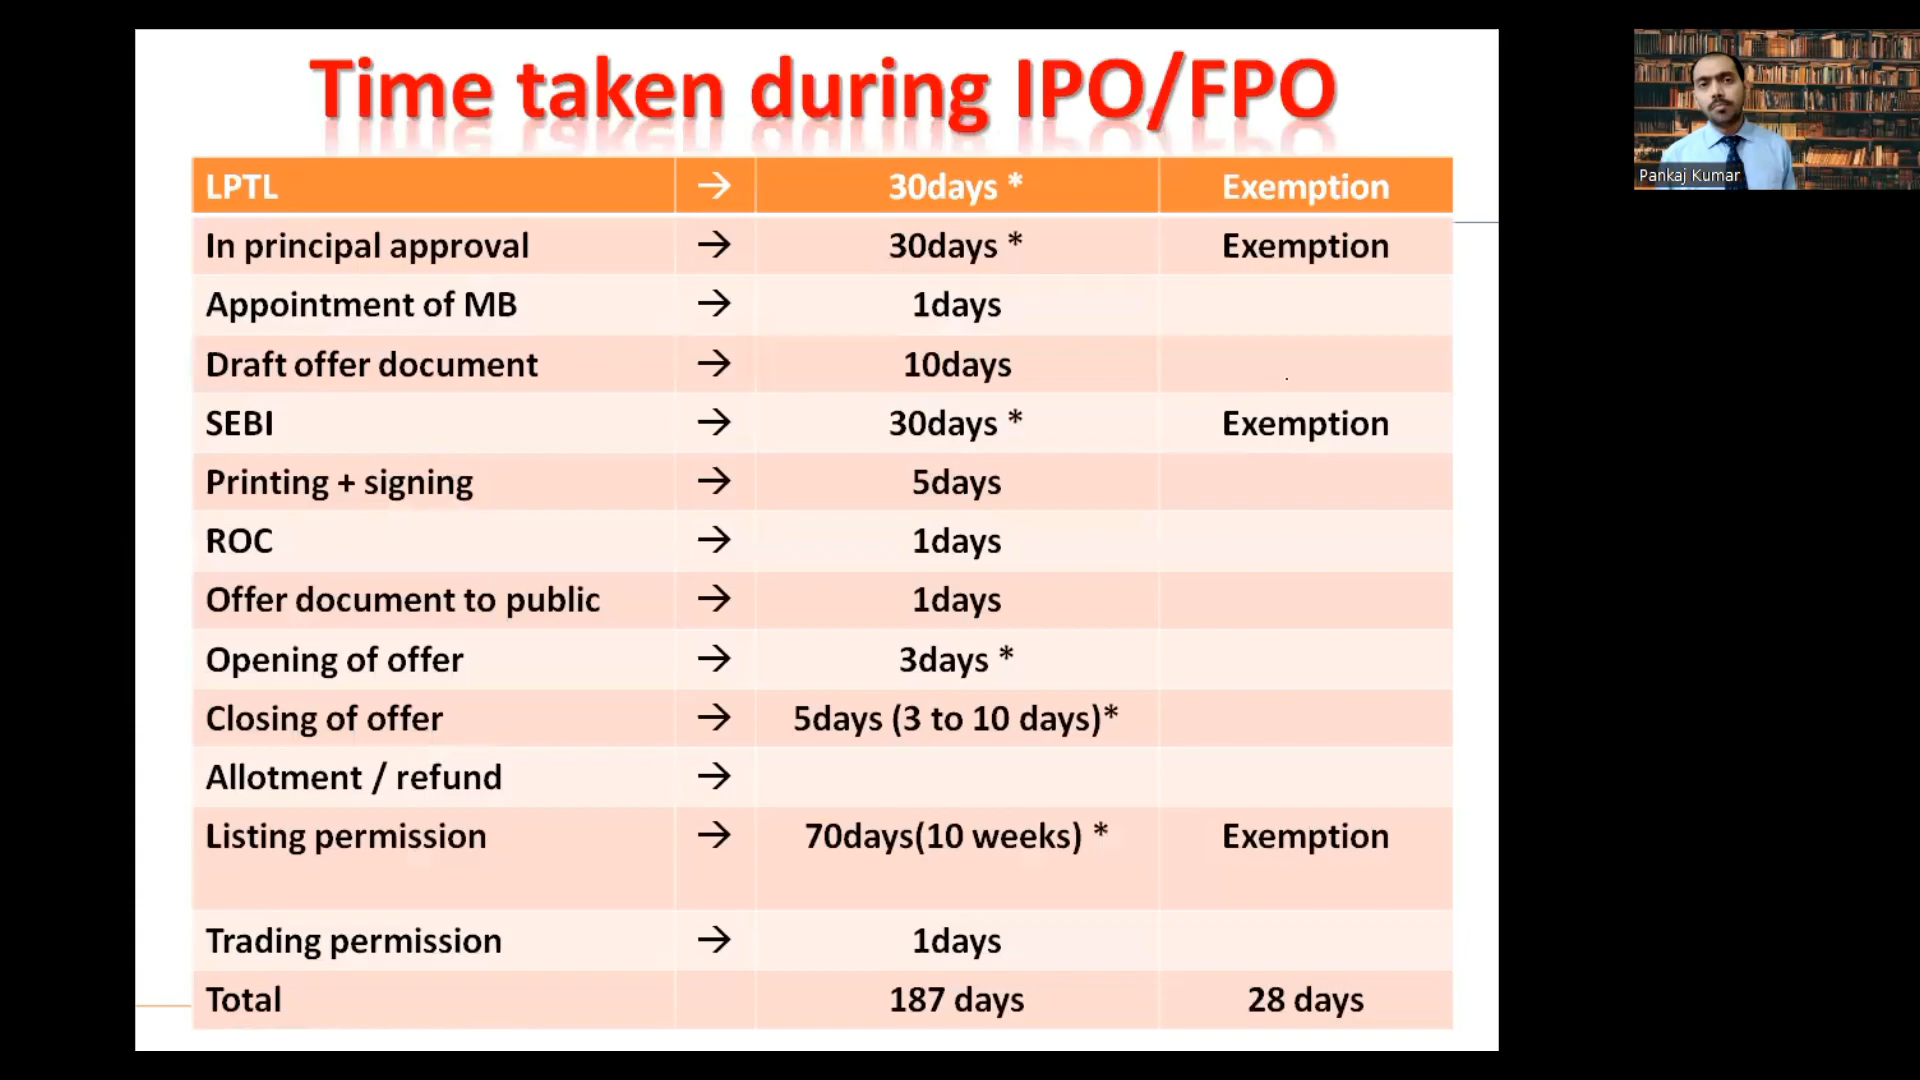 Time taken during IPO/FPO
LPTL → 30days * Exemption
In principal approval → 30days * Exemption
Appointment of MB → 1days
Draft offer document → 10days
SEBI → 30days * Exemption
Printing + signing → 5days
ROC → 1days
Offer document to public → 1days
Opening of offer → 3days *
Closing of offer → 5days (3 to 10 days)*
Allotment / refund →
Listing permission → 70days(10 weeks) * Exemption
Trading permission → 1days
Total 187 days 28 days
Pankaj Kumar